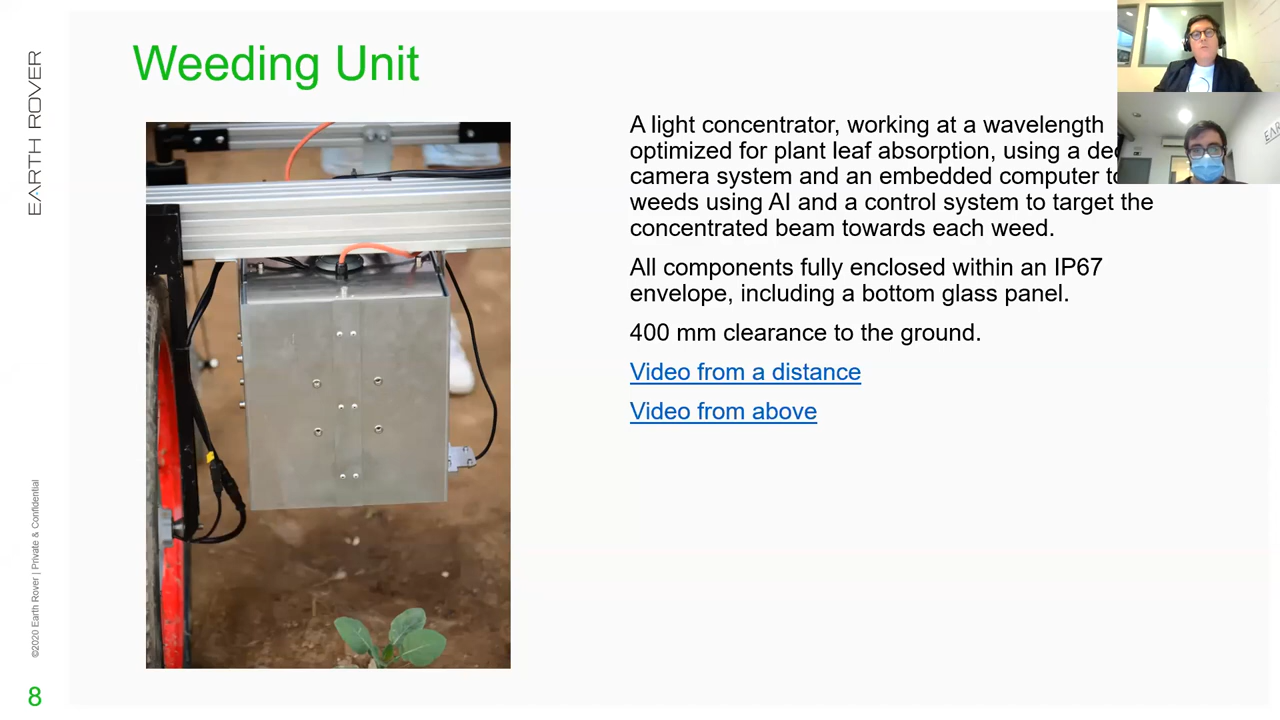 Weeding Unit
EARTH ROVER
A light concentrator, working at a wavelength
optimized for plant leaf absorption, using a
camera system and an embedded computer
weeds using AI and a control system to target the
concentrated beam towards each weed.
All components fully enclosed within an IP67
envelope, including a bottom glass panel.
400 mm clearance to the ground.
Video from a distance
Video from above
©2020 Earth Rover | Private & Confidential
8